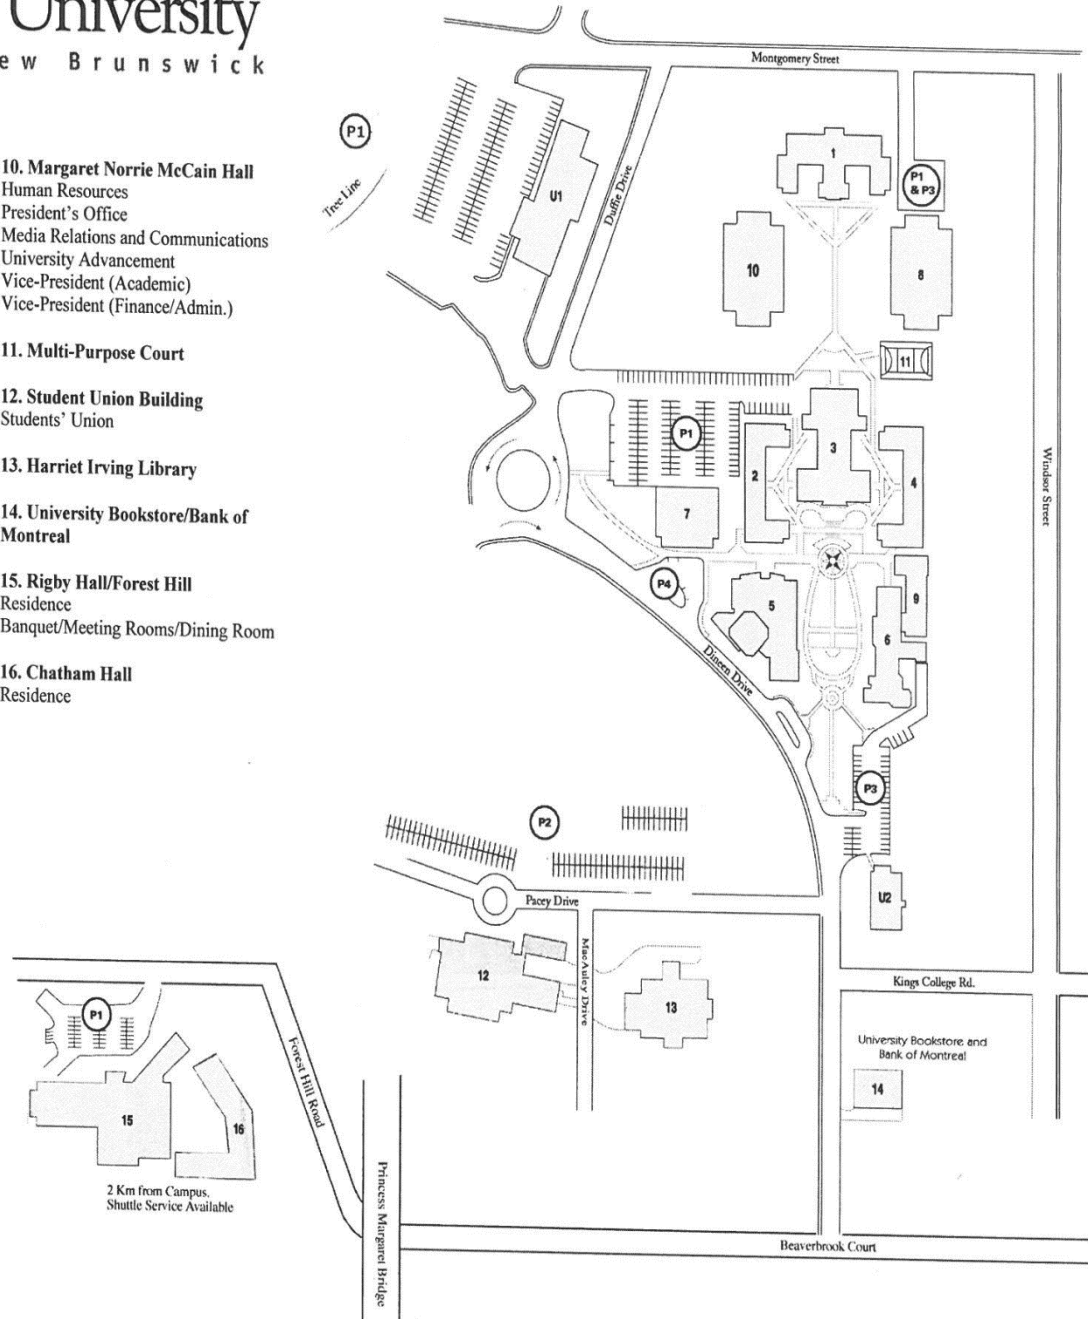 University
ew Brunswick
10. Margaret Norrie McCain Hall
Human Resources
President's Office
Media Relations and Communications
University Advancement
Vice-President (Academic)
Vice-President (Finance/Admin.)
11. Multi-Purpose Court
12. Student Union Building
Students' Union
13. Harriet Irving Library
14. University Bookstore/Bank of
Montreal
15. Rigby Hall/Forest Hill
Residence
Banquet/Meeting Rooms/Dining Room
16. Chatham Hall
Residence
Montgomery Street
P1
Tree Line
U1
Duffie Drive
1
P1
& P3
10
8
11
P1
3
2
4
7
Windsor Street
P4
5
9
6
Dineen Drive
P3
P2
U2
Pacey Drive
MacAuley Drive
12
13
Kings College Rd.
University Bookstore and
Bank of Montreal
14
P1
Forest Hill Road
15
16
2 Km from Campus.
Shuttle Service Available
Princess Margaret Bridge
Beaverbrook Court